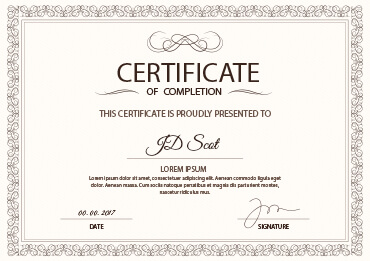 CERTIFICATE
OF COMPLETION
THIS CERTIFICATE IS PROUDLY PRESENTED TO
JD Scot
LOREM IPSUM
Lorem ipsum dolor sit amet, consectetuer adipiscing elit. Aenean commodo ligula eget
dolor. Aenean massa. Cum sociis natoque penatibus et magnis dis parturient montes,
nascetur ridiculus mus.
00. 00. 2017
DATE
SIGNATURE